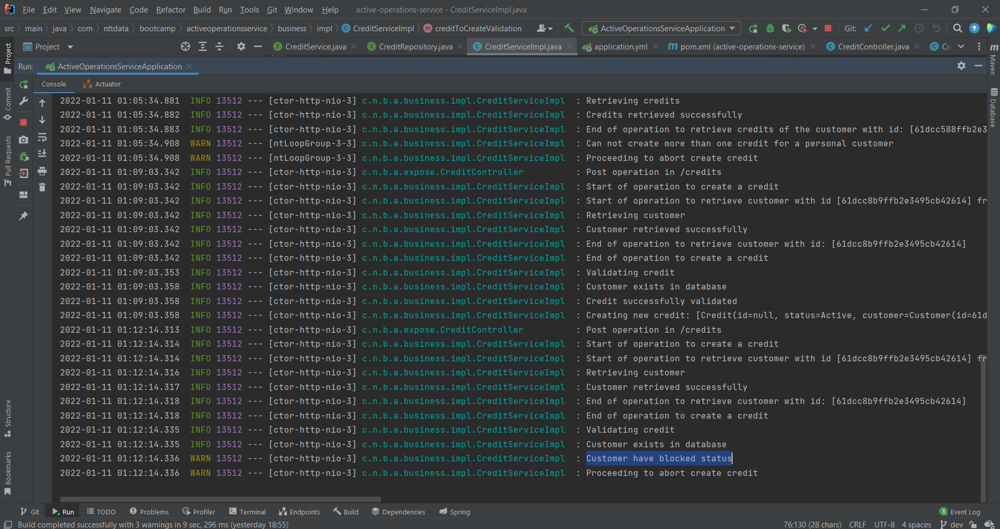 File Edit View Navigate Code Refactor Build Run Tools Git Window Help active-operations-service - CreditServiceImpl.java
src main java com nttdata bootcamp activeoperationsservice business impl CreditServiceImpl creditToCreateValidation ActiveOperationsServiceApplication Git:
Project CreditService.java CreditRepository.java CreditServiceImpl.java application.yml pom.xml (active-operations-service) CreditController.java Cr
Run: ActiveOperationsServiceApplication
Console Actuator
2022-01-11 01:05:34.881 INFO 13512 --- [ctor-http-nio-3] c.n.b.a.business.impl.CreditServiceImpl : Retrieving credits
2022-01-11 01:05:34.882 INFO 13512 --- [ctor-http-nio-3] c.n.b.a.business.impl.CreditServiceImpl : Credits retrieved successfully
2022-01-11 01:05:34.883 INFO 13512 --- [ctor-http-nio-3] c.n.b.a.business.impl.CreditServiceImpl : End of operation to retrieve credits of the customer with id: [61dcc588ffb2e3
2022-01-11 01:05:34.908 WARN 13512 --- [ntLoopGroup-3-3] c.n.b.a.business.impl.CreditServiceImpl : Can not create more than one credit for a personal customer
2022-01-11 01:05:34.908 WARN 13512 --- [ntLoopGroup-3-3] c.n.b.a.business.impl.CreditServiceImpl : Proceeding to abort create credit
2022-01-11 01:09:03.342 INFO 13512 --- [ctor-http-nio-3] c.n.b.a.expose.CreditController : Post operation in /credits
2022-01-11 01:09:03.342 INFO 13512 --- [ctor-http-nio-3] c.n.b.a.business.impl.CreditServiceImpl : Start of operation to create a credit
2022-01-11 01:09:03.342 INFO 13512 --- [ctor-http-nio-3] c.n.b.a.business.impl.CreditServiceImpl : Start of operation to retrieve customer with id [61dcc8b9ffb2e3495cb42614] fr
2022-01-11 01:09:03.342 INFO 13512 --- [ctor-http-nio-3] c.n.b.a.business.impl.CreditServiceImpl : Retrieving customer
2022-01-11 01:09:03.342 INFO 13512 --- [ctor-http-nio-3] c.n.b.a.business.impl.CreditServiceImpl : Customer retrieved successfully
2022-01-11 01:09:03.342 INFO 13512 --- [ctor-http-nio-3] c.n.b.a.business.impl.CreditServiceImpl : End of operation to retrieve customer with id: [61dcc8b9ffb2e3495cb42614]
2022-01-11 01:09:03.342 INFO 13512 --- [ctor-http-nio-3] c.n.b.a.business.impl.CreditServiceImpl : End of operation to create a credit
2022-01-11 01:09:03.353 INFO 13512 --- [ctor-http-nio-3] c.n.b.a.business.impl.CreditServiceImpl : Validating credit
2022-01-11 01:09:03.358 INFO 13512 --- [ctor-http-nio-3] c.n.b.a.business.impl.CreditServiceImpl : Customer exists in database
2022-01-11 01:09:03.358 INFO 13512 --- [ctor-http-nio-3] c.n.b.a.business.impl.CreditServiceImpl : Credit successfully validated
2022-01-11 01:09:03.358 INFO 13512 --- [ctor-http-nio-3] c.n.b.a.business.impl.CreditServiceImpl : Creating new credit: [Credit(id=null, status=Active, customer=Customer(id=61d
2022-01-11 01:12:14.313 INFO 13512 --- [ctor-http-nio-3] c.n.b.a.expose.CreditController : Post operation in /credits
2022-01-11 01:12:14.314 INFO 13512 --- [ctor-http-nio-3] c.n.b.a.business.impl.CreditServiceImpl : Start of operation to create a credit
2022-01-11 01:12:14.314 INFO 13512 --- [ctor-http-nio-3] c.n.b.a.business.impl.CreditServiceImpl : Start of operation to retrieve customer with id [61dcc8b9ffb2e3495cb42614] fr
2022-01-11 01:12:14.316 INFO 13512 --- [ctor-http-nio-3] c.n.b.a.business.impl.CreditServiceImpl : Retrieving customer
2022-01-11 01:12:14.317 INFO 13512 --- [ctor-http-nio-3] c.n.b.a.business.impl.CreditServiceImpl : Customer retrieved successfully
2022-01-11 01:12:14.318 INFO 13512 --- [ctor-http-nio-3] c.n.b.a.business.impl.CreditServiceImpl : End of operation to retrieve customer with id: [61dcc8b9ffb2e3495cb42614]
2022-01-11 01:12:14.318 INFO 13512 --- [ctor-http-nio-3] c.n.b.a.business.impl.CreditServiceImpl : End of operation to create a credit
2022-01-11 01:12:14.335 INFO 13512 --- [ctor-http-nio-3] c.n.b.a.business.impl.CreditServiceImpl : Validating credit
2022-01-11 01:12:14.335 INFO 13512 --- [ctor-http-nio-3] c.n.b.a.business.impl.CreditServiceImpl : Customer exists in database
2022-01-11 01:12:14.336 WARN 13512 --- [ctor-http-nio-3] c.n.b.a.business.impl.CreditServiceImpl : Customer have blocked status
2022-01-11 01:12:14.336 WARN 13512 --- [ctor-http-nio-3] c.n.b.a.business.impl.CreditServiceImpl : Proceeding to abort create credit
Project
Commit
Pull Requests
Structure
Bookmarks
Maven
Database
Git Run TODO Problems Profiler Terminal Endpoints Build Dependencies Spring 1 Event Log
Build completed successfully with 3 warnings in 9 sec, 296 ms (yesterday 18:55) 76:130 (28 chars) CRLF UTF-8 4 spaces dev